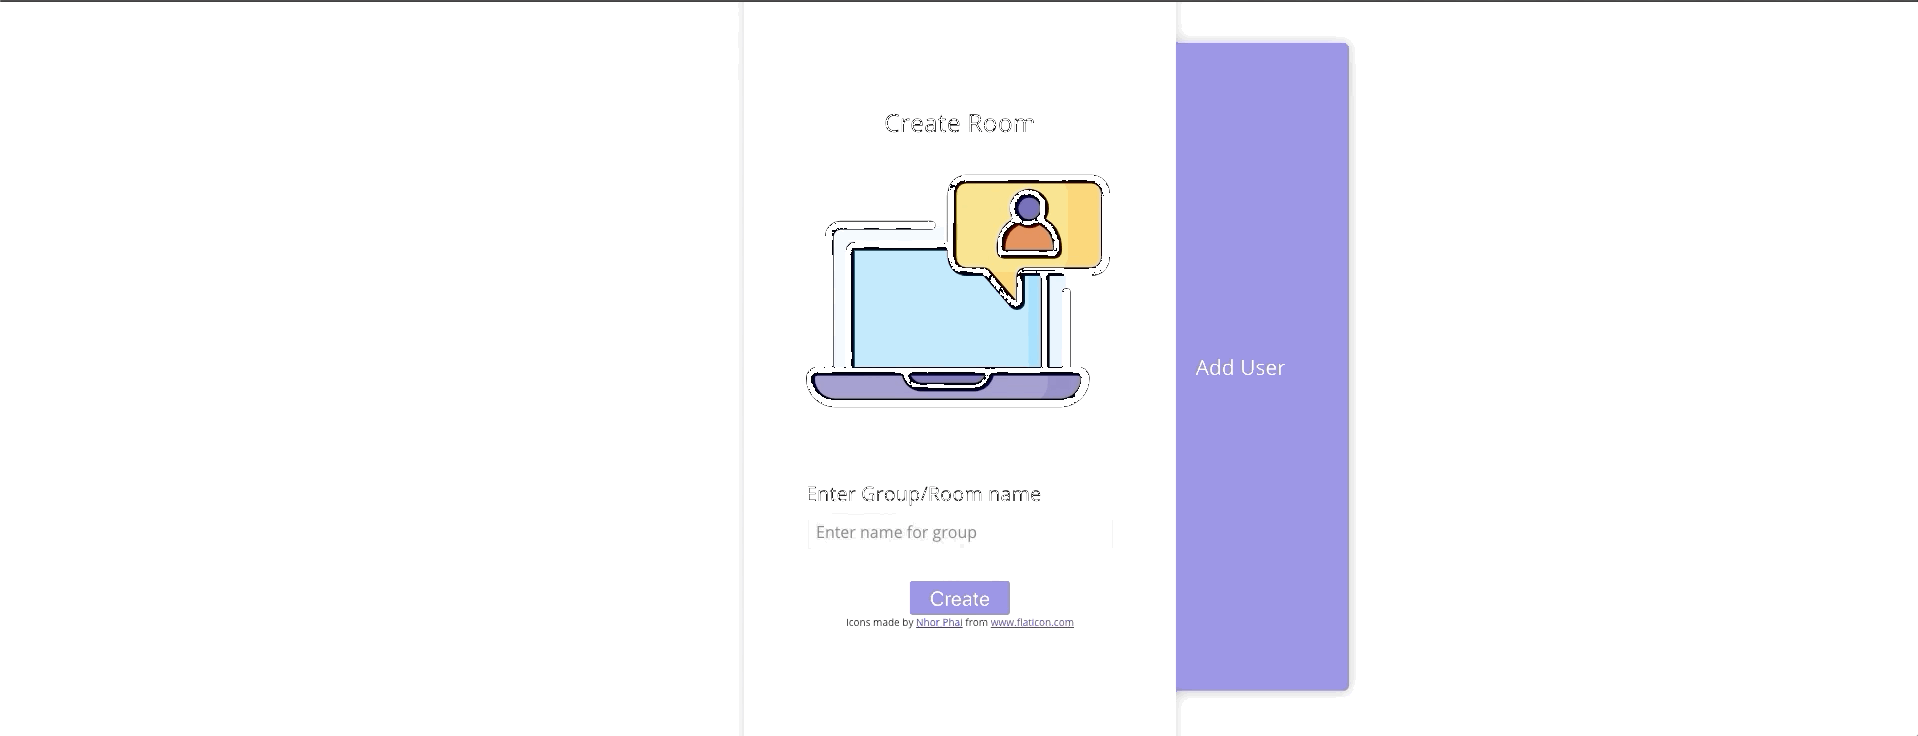 Create Room
Add User
Enter Group/Room name
Enter name for group
Create
Icons made by Nhor Phai from www.flaticon.com